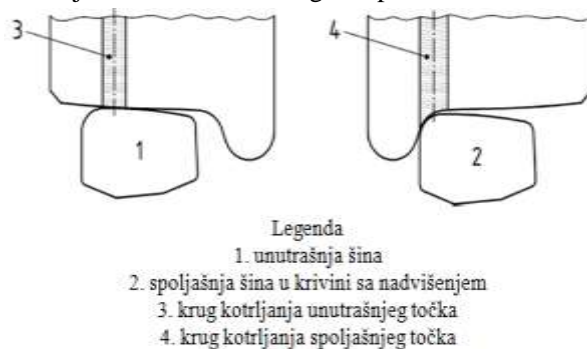 3
4
1
2
Legenda
1. unutrašnja šina
2. spoljašnja šina u krivini sa nadvišenjem
3. krug kotrljanja unutrašnjeg točka
4. krug kotrljanja spoljašnjeg točka